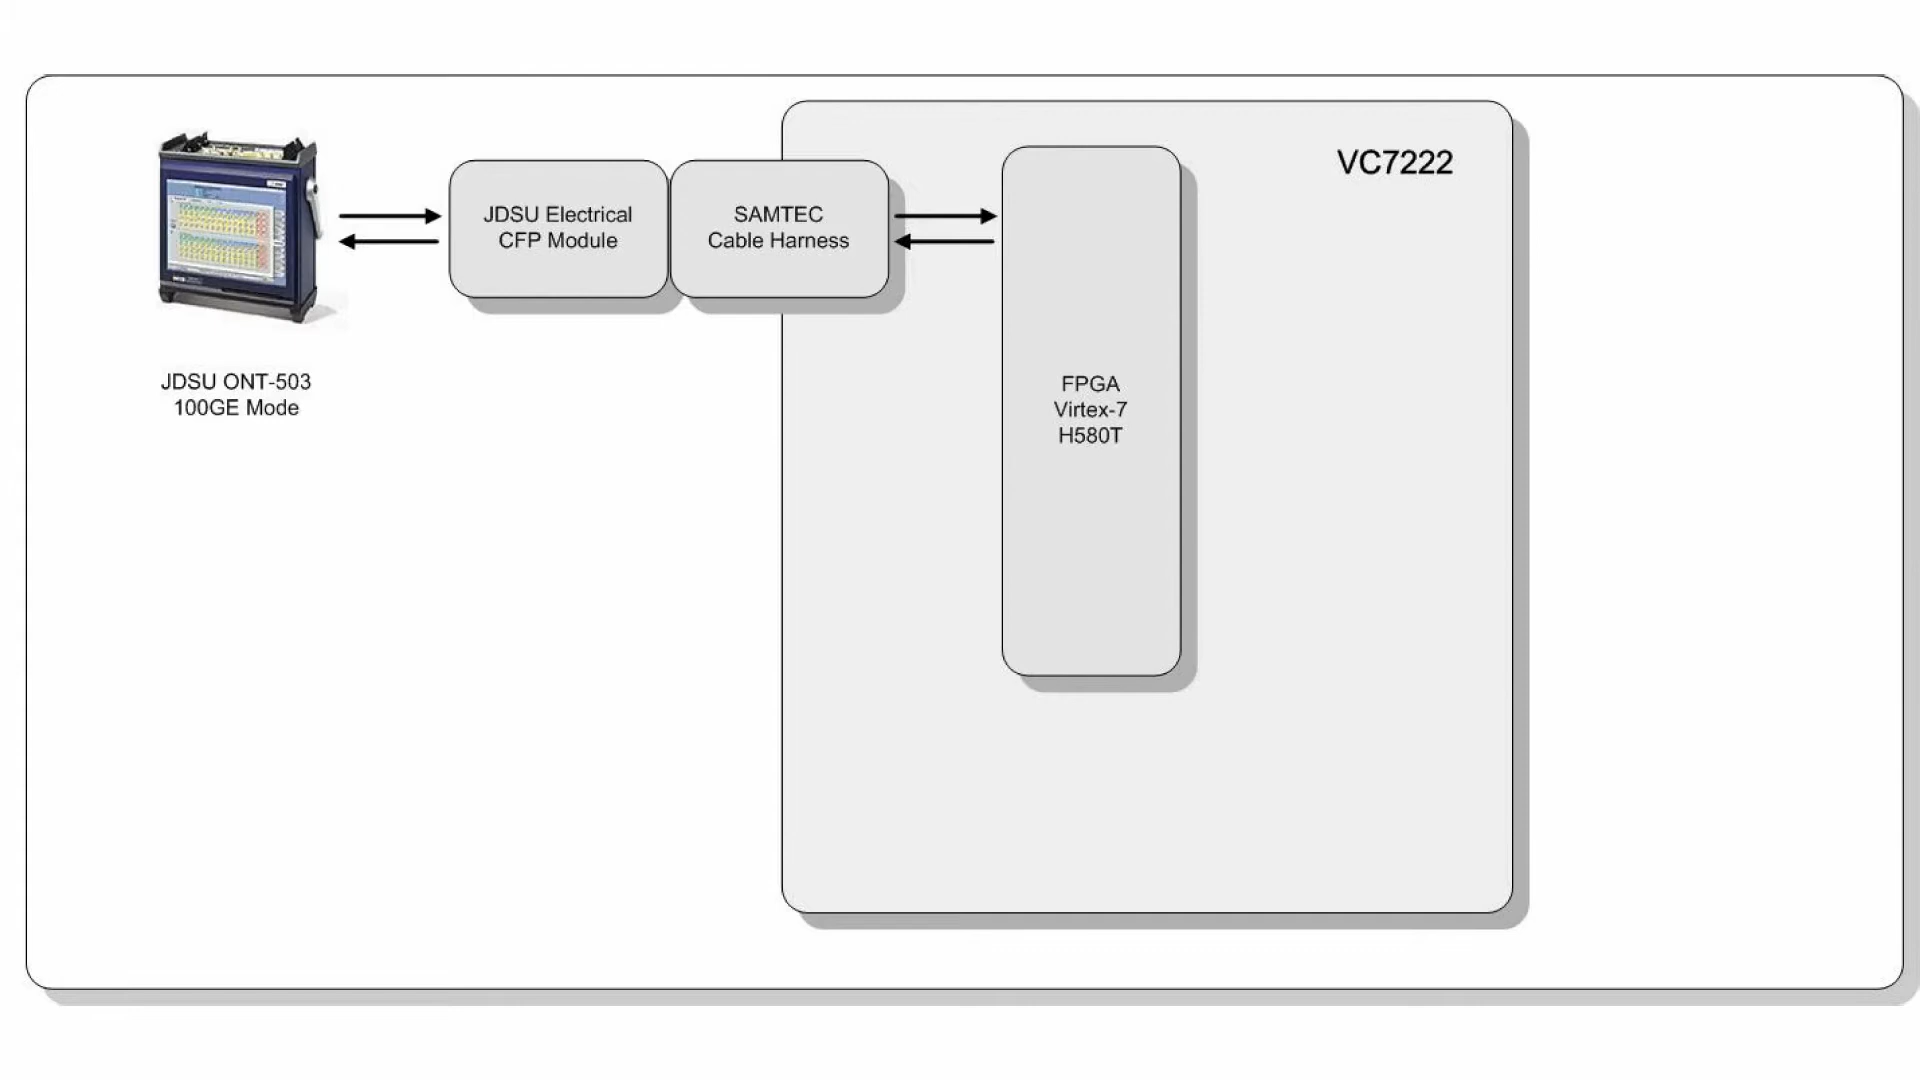 VC7222
JDSU Electrical
CFP Module
SAMTEC
Cable Harness
JDSU ONT-503
100GE Mode
FPGA
Virtex-7
H580T